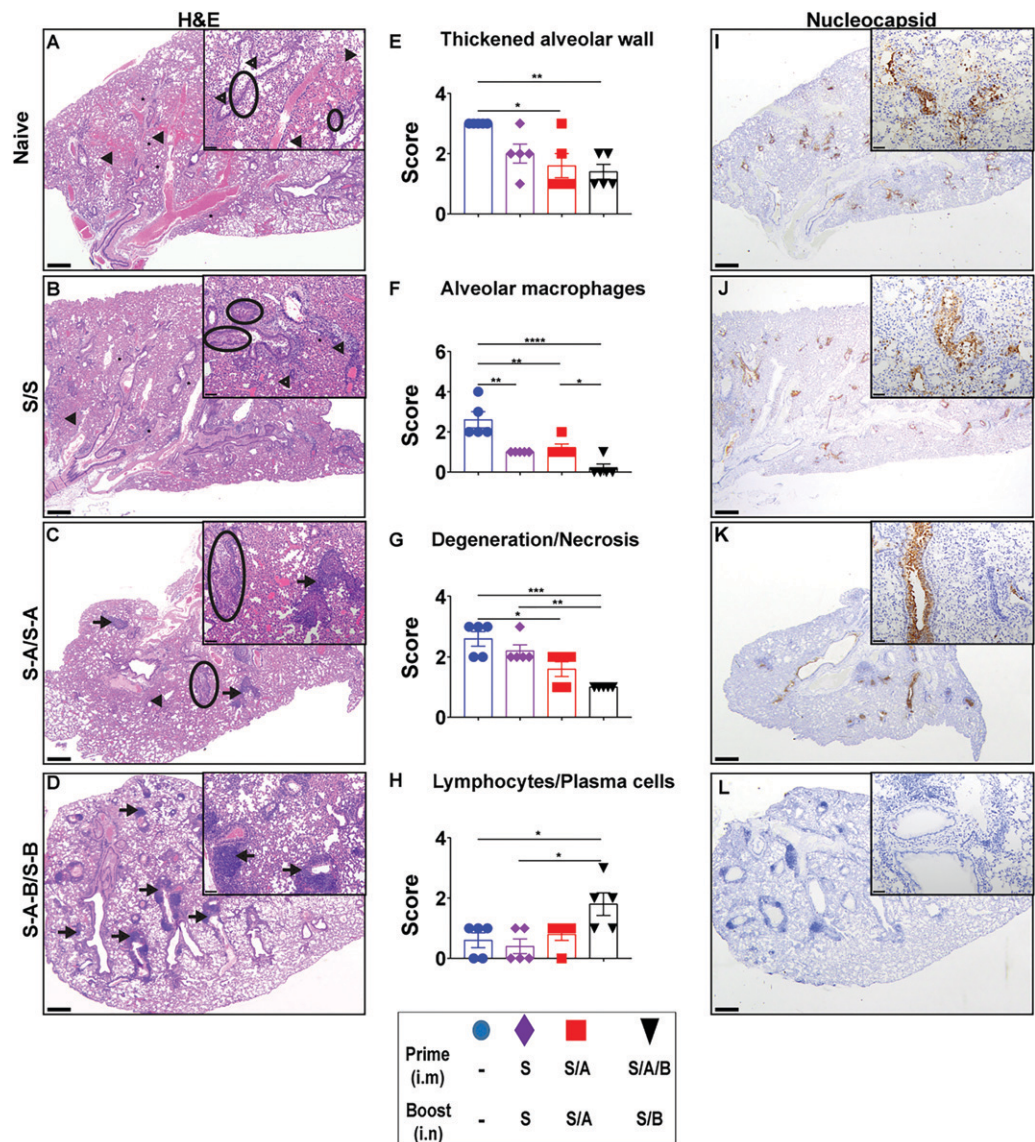 H&E
Nucleocapsid
Naive
A
E Thickened alveolar wall
**
*
4
2
0
Score
I
S/S
B
F Alveolar macrophages
****
**
** *
6
4
2
0
Score
J
S-A/S-A
C
G Degeneration/Necrosis
***
**
*
4
2
0
Score
K
S-A-B/S-B
D
H Lymphocytes/Plasma cells
*
*
4
2
0
Score
L
Prime
(i.m) - S S/A S/A/B
Boost
(i.n) - S S/A S/B